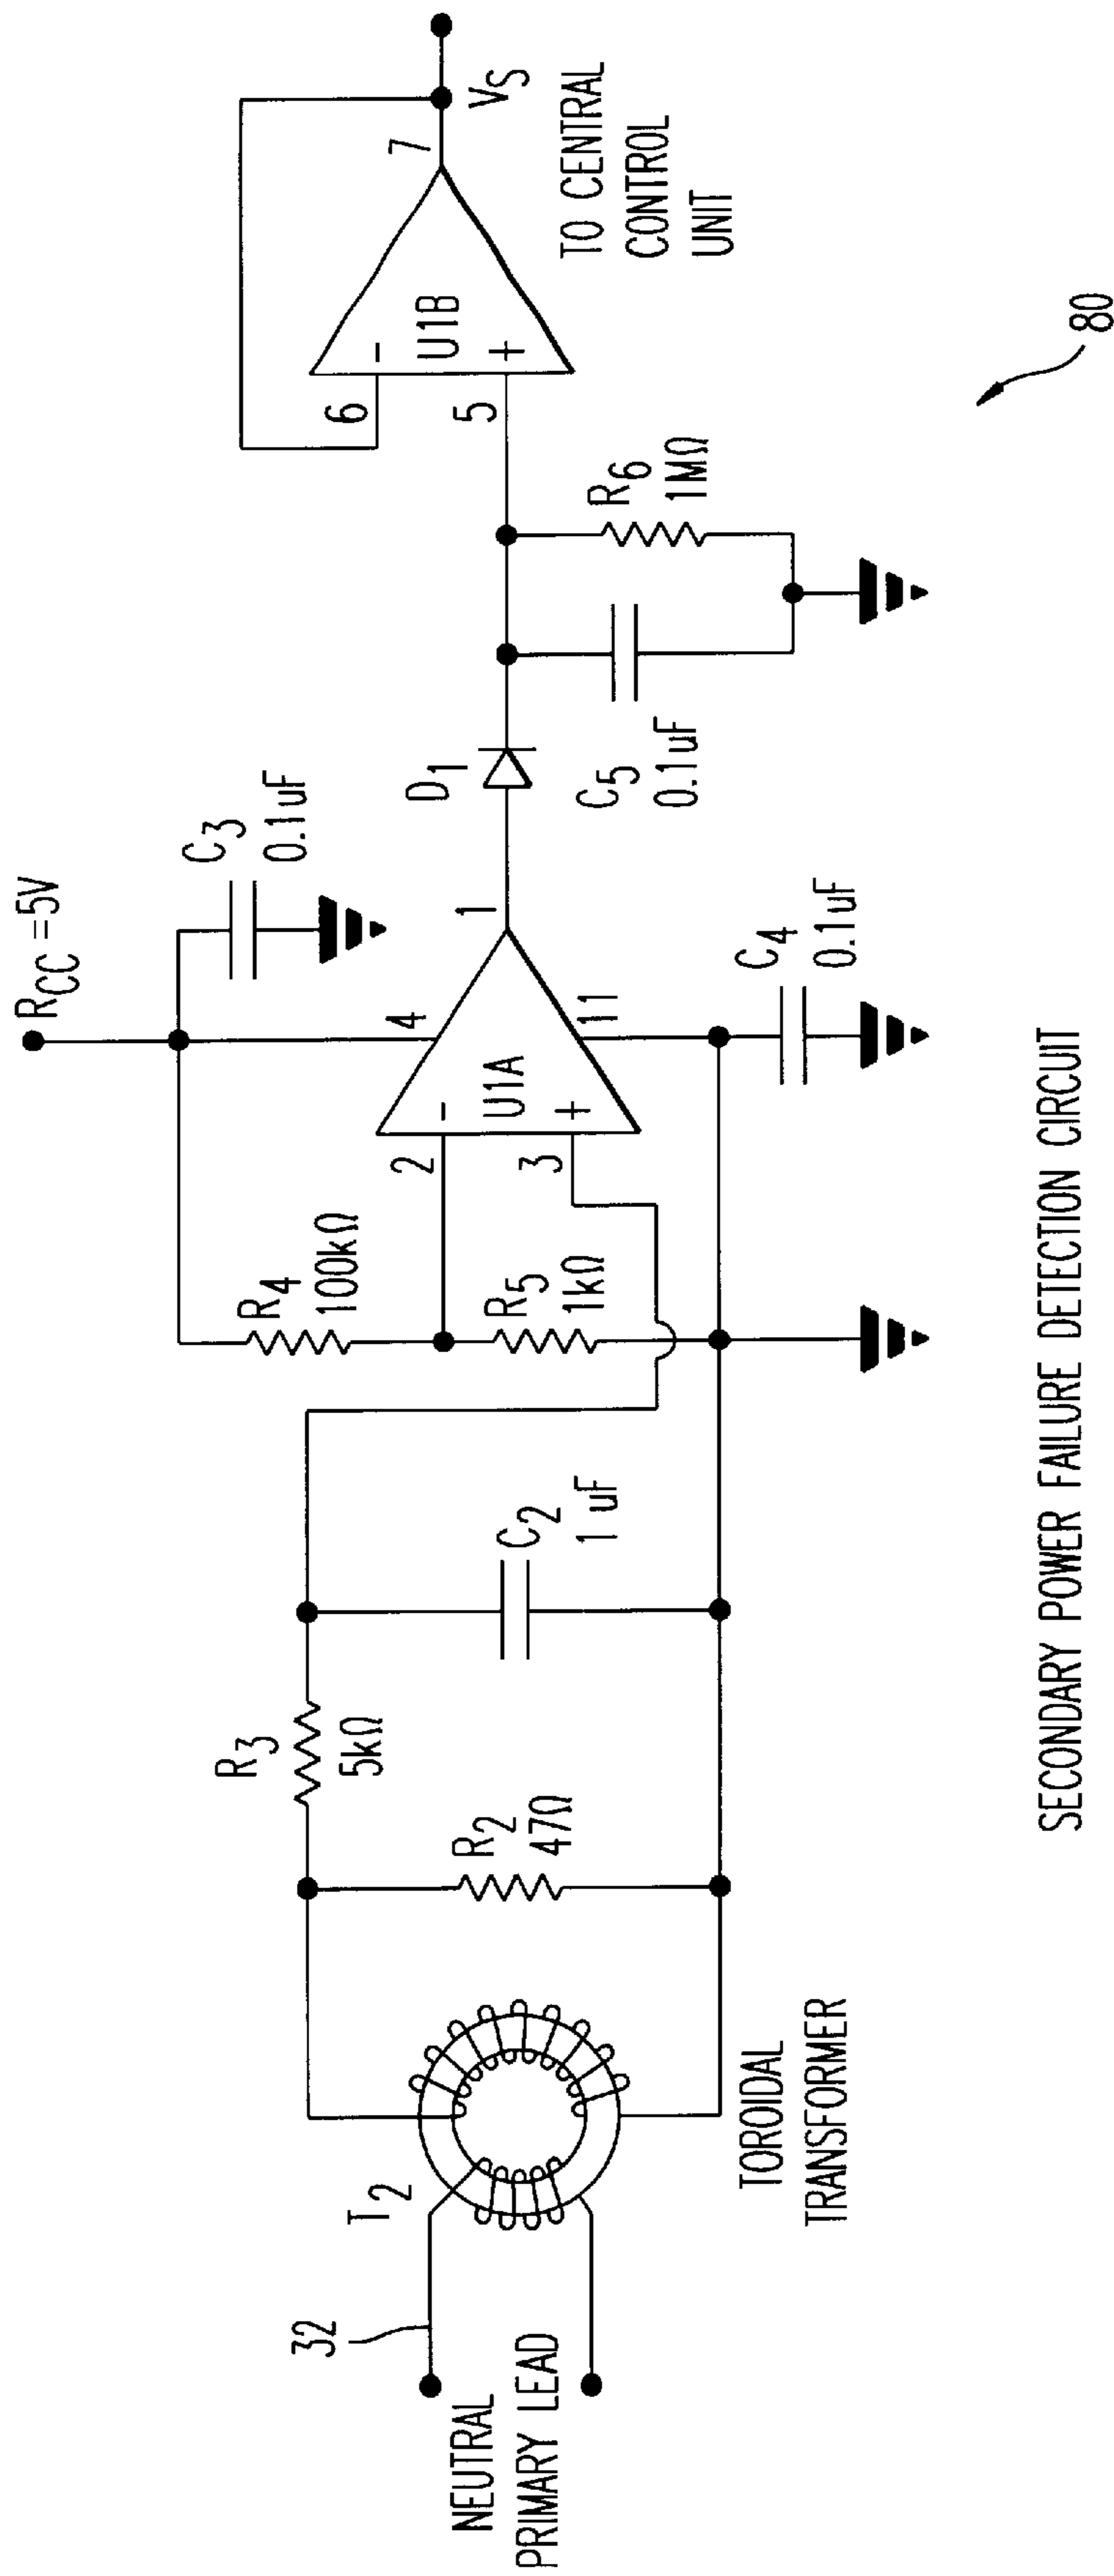 R_CC = 5V
C_3
0.1uF
R_4
100kΩ
R_5
1kΩ
2
3
4
11
1
-
+
U1A
C_4
0.1uF
D_1
C_5
0.1uF
R_6
1MΩ
6
5
-
+
U1B
7
V_S
TO CENTRAL
CONTROL
UNIT
R_3
5kΩ
R_2
47Ω
C_2
1 uF
T_2
32
NEUTRAL
PRIMARY LEAD
TOROIDAL
TRANSFORMER
80
SECONDARY POWER FAILURE DETECTION CIRCUIT